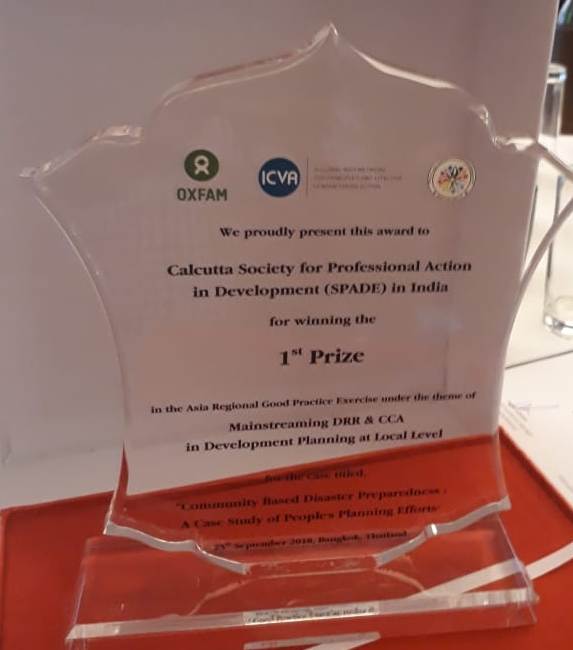 OXFAM
ICVA
We proudly present this award to
Calcutta Society for Professional Action
in Development (SPADE) in India
for winning the
1st Prize
in the Asia Regional Good Practice Exercise under the theme of
Mainstreaming DRR & CCA
in Development Planning at Local Level
for the case titled,
"Community Based Disaster Preparedness :
A Case Study of People's Planning Efforts"
September 2018, Bangkok, Thailand